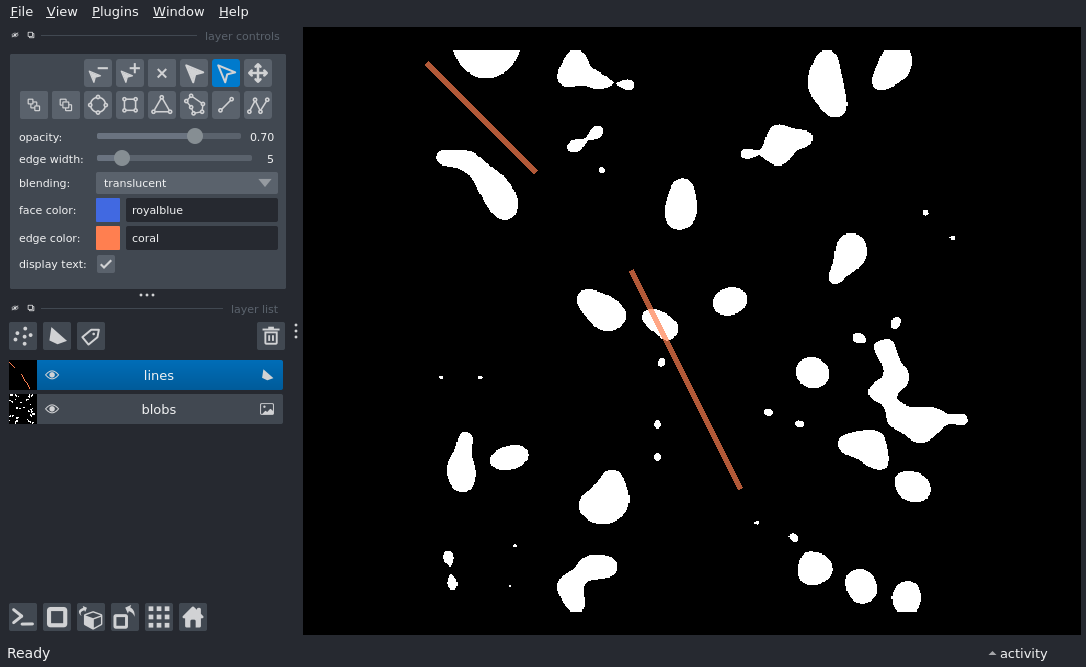 File View Plugins Window Help
layer controls
opacity: 0.70
edge width: 5
blending: translucent
face color: royalblue
edge color: coral
display text:
layer list
lines
blobs
Ready
activity